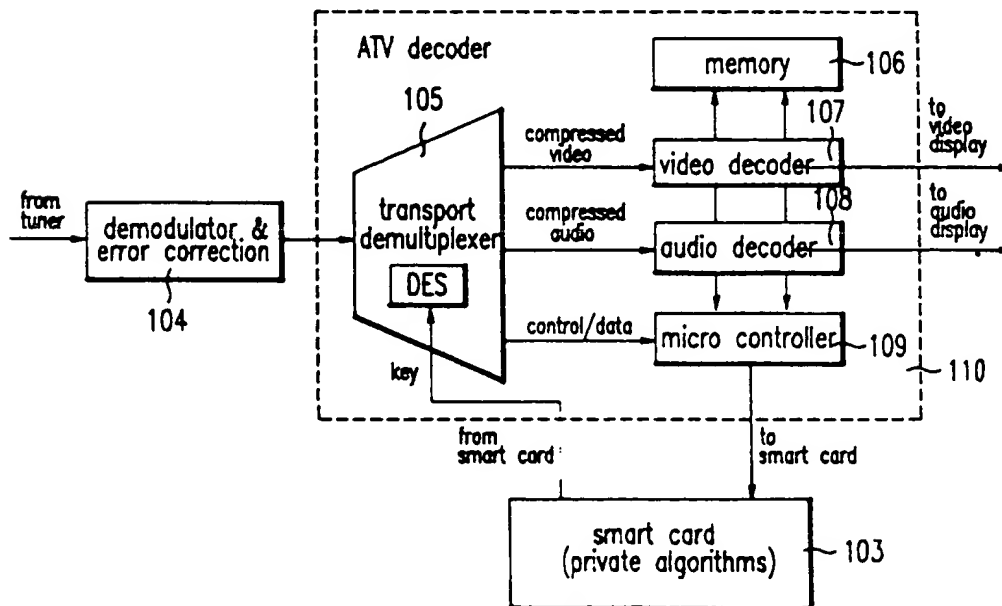 ATV decoder
memory
106
105
107
to
video
display
compressed
video
video decoder
from
tuner
demodulator &
error correction
104
transport
demultiplexer
compressed
audio
108
audio decoder
to
audio
display
DES
control/data
micro controller
109
110
key
from
smart card
to
smart card
smart card
(private algorithms)
103